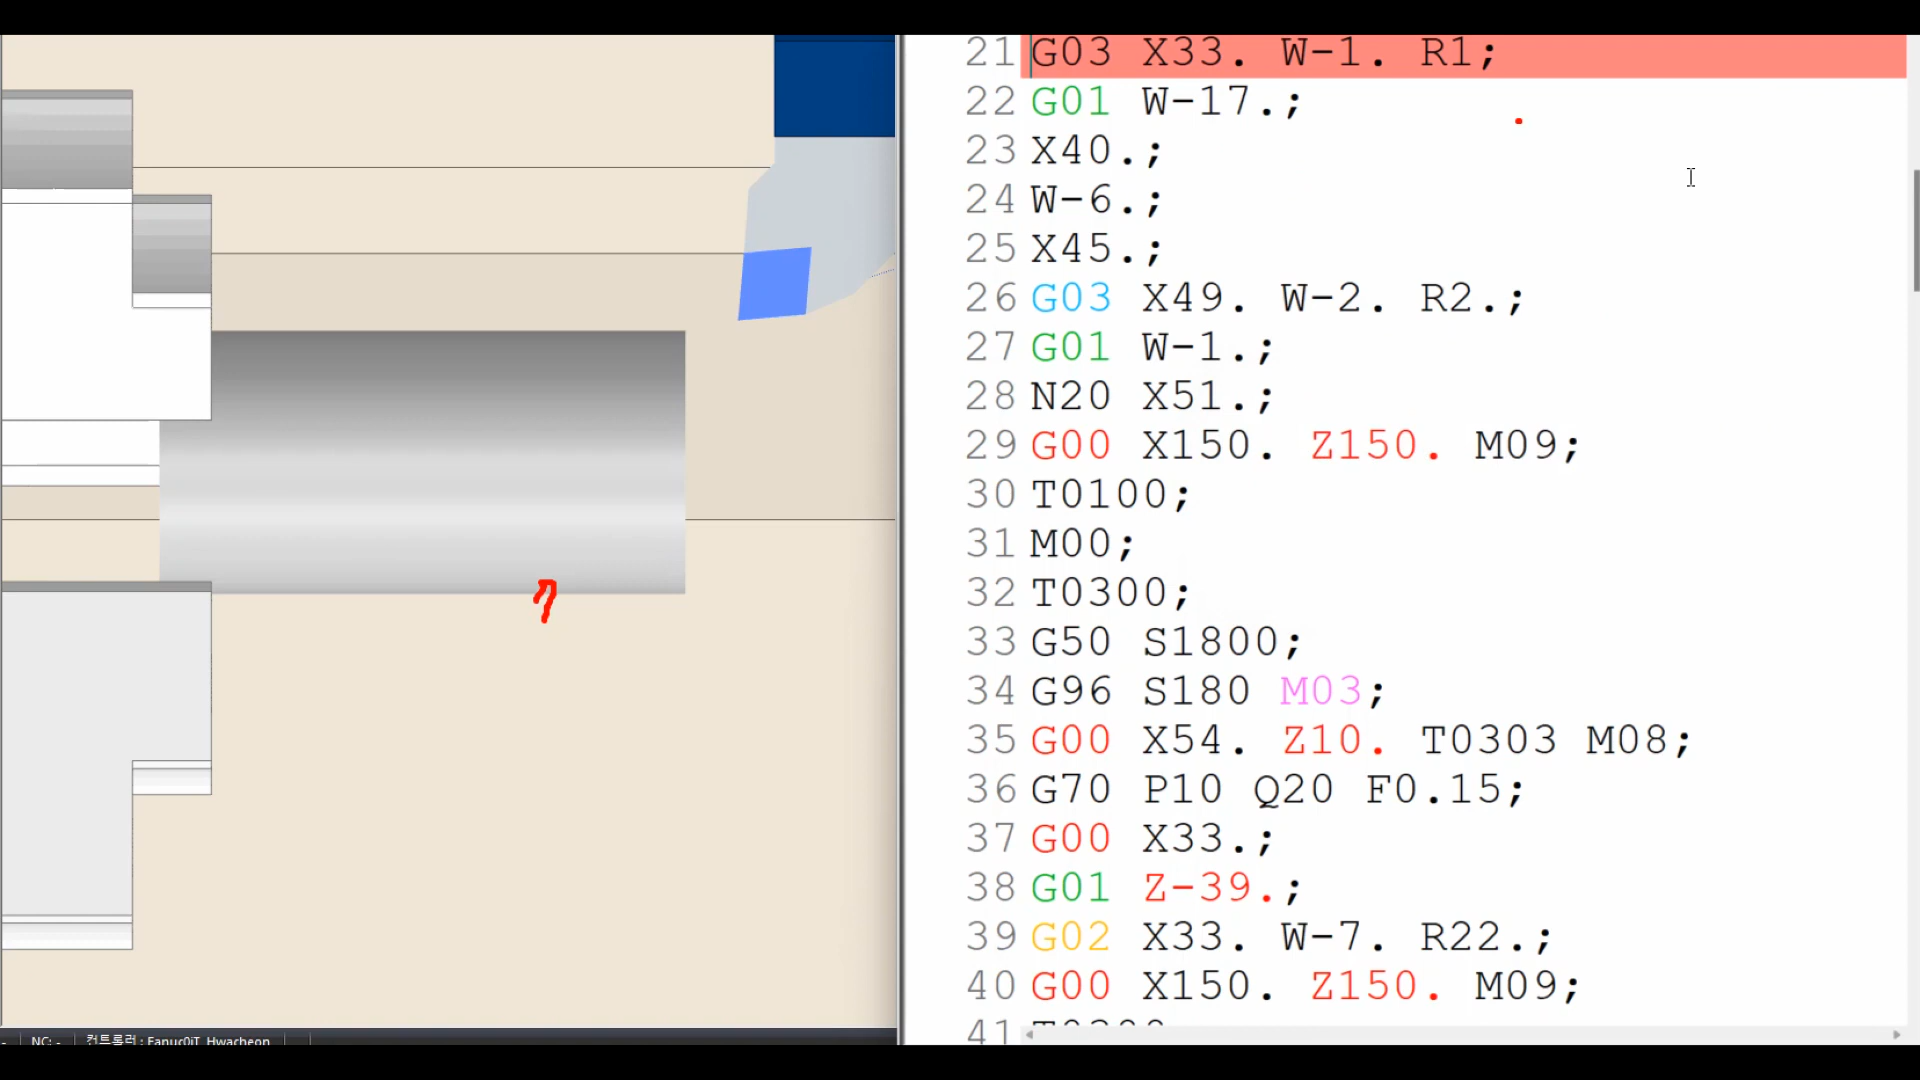 21 G03 X33. W-1. R1;
22 G01 W-17.;
23 X40.;
24 W-6.;
25 X45.;
26 G03 X49. W-2. R2.;
27 G01 W-1.;
28 N20 X51.;
29 G00 X150. Z150. M09;
30 T0100;
31 M00;
32 T0300;
33 G50 S1800;
34 G96 S180 M03;
35 G00 X54. Z10. T0303 M08;
36 G70 P10 Q20 F0.15;
37 G00 X33.;
38 G01 Z-39.;
39 G02 X33. W-7. R22.;
40 G00 X150. Z150. M09;
41
NC: - 컨트롤러 : Fanuc0iT_Hwacheon